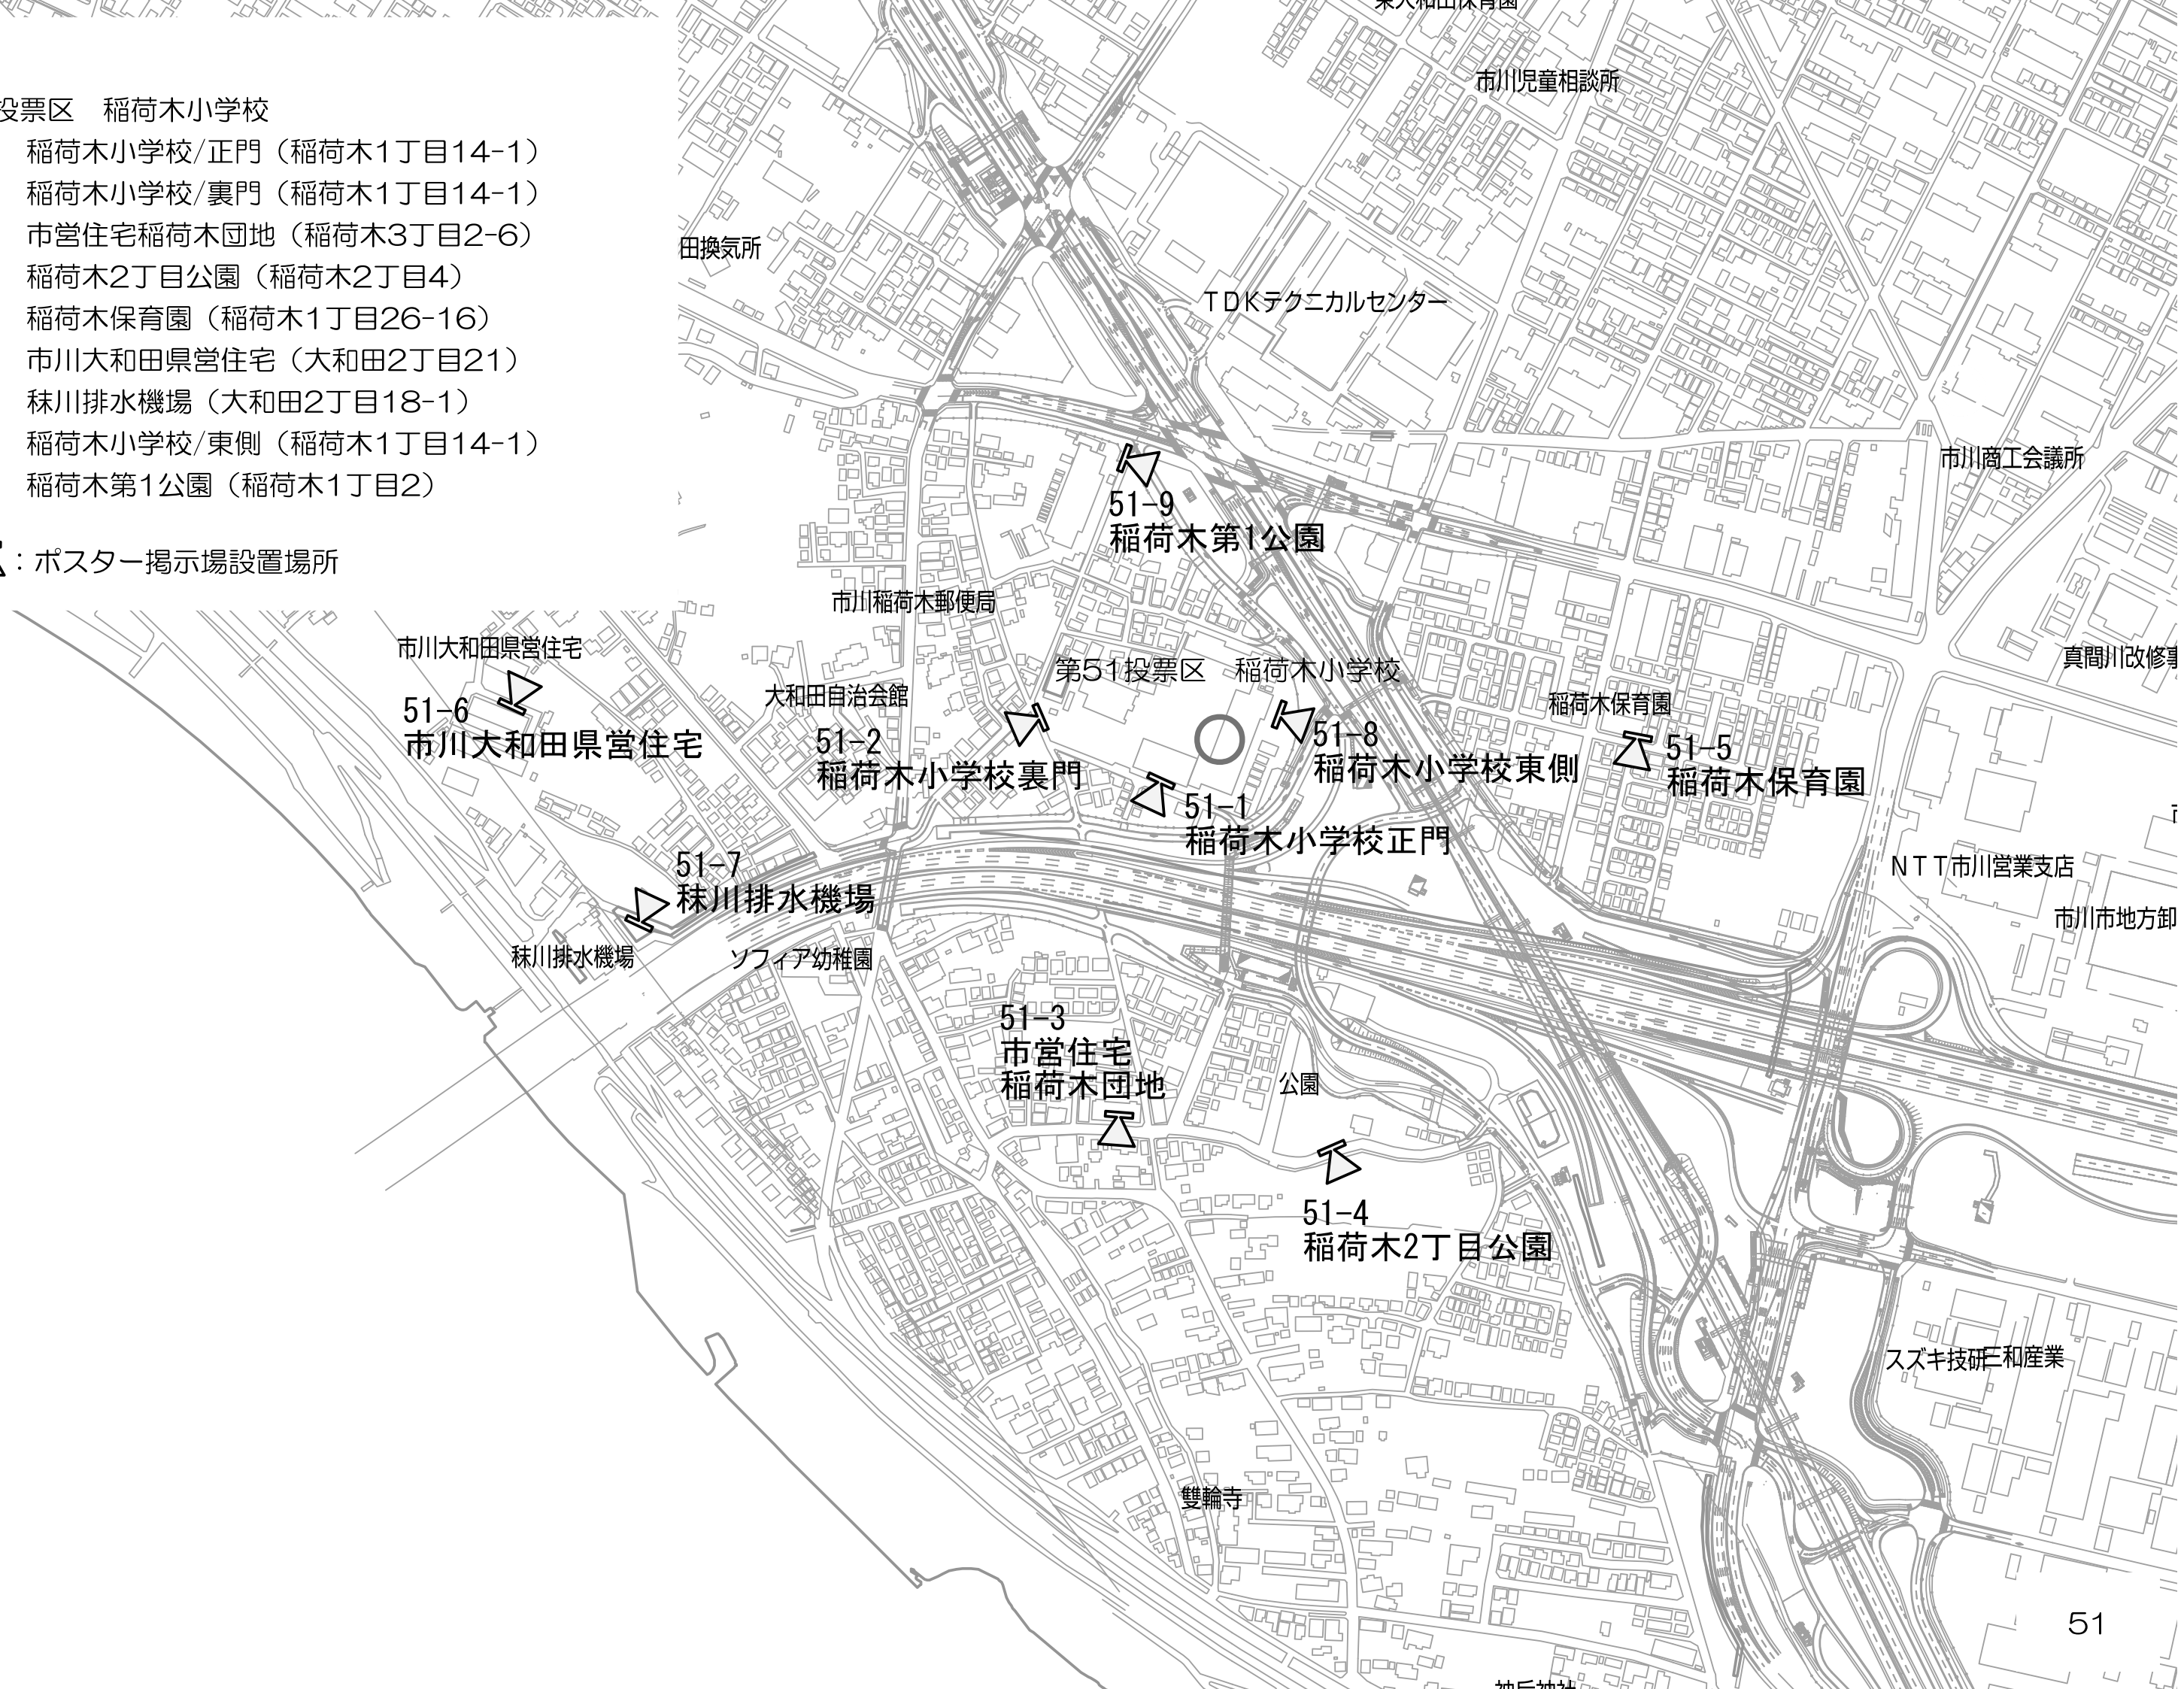 投票区　稲荷木小学校
稲荷木小学校/正門（稲荷木1丁目14-1）
稲荷木小学校/裏門（稲荷木1丁目14-1）
市営住宅稲荷木団地（稲荷木3丁目2-6）
稲荷木2丁目公園（稲荷木2丁目4）
稲荷木保育園（稲荷木1丁目26-16）
市川大和田県営住宅（大和田2丁目21）
秣川排水機場（大和田2丁目18-1）
稲荷木小学校/東側（稲荷木1丁目14-1）
稲荷木第1公園（稲荷木1丁目2）
：ポスター掲示場設置場所
東大和田保育園
市川児童相談所
田換気所
TDKテクニカルセンター
市川商工会議所
51-9
稲荷木第1公園
市川稲荷木郵便局
市川大和田県営住宅
51-6
市川大和田県営住宅
大和田自治会館
第51投票区　稲荷木小学校
真間川改修事
51-2
稲荷木小学校裏門
51-8
稲荷木小学校東側
稲荷木保育園
51-5
稲荷木保育園
51-1
稲荷木小学校正門
51-7
秣川排水機場
NTT市川営業支店
市川市地方卸
秣川排水機場
ソフィア幼稚園
51-3
市営住宅
稲荷木団地
公園
51-4
稲荷木2丁目公園
スズキ技研
三和産業
雙輪寺
51